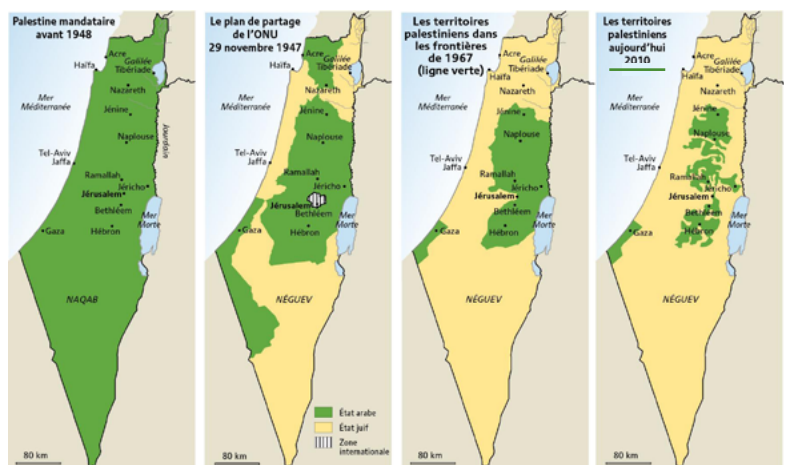 Palestine mandataire
avant 1948
Acre
Haïfa
Galilée
Tibériade
Nazareth
Mer
Méditerranée
Jénine
Naplouse
Jourdain
Tel-Aviv
Jaffa
Ramallah
Jéricho
Jérusalem
Bethléem
Mer
Morte
Gaza
Hébron
NAQAB
80 km
Le plan de partage
de l'ONU
29 novembre 1947
Acre
Haïfa
Galilée
Tibériade
Nazareth
Mer
Méditerranée
Jénine
Naplouse
Tel-Aviv
Jaffa
Ramallah
Jéricho
Jérusalem
Bethléem
Mer
Morte
Gaza
Hébron
NÉGUEV
État arabe
État juif
Zone
internationale
80 km
Les territoires
palestiniens dans
les frontières
de 1967
(ligne verte)
Acre
Haïfa
Galilée
Tibériade
Nazareth
Mer
Méditerranée
Jénine
Naplouse
Tel-Aviv
Jaffa
Ramallah
Jéricho
Jérusalem
Bethléem
Mer
Morte
Gaza
Hébron
NÉGUEV
80 km
Les territoires
palestiniens
aujourd'hui
2010
Acre
Haïfa
Galilée
Tibériade
Nazareth
Mer
Méditerranée
Jénine
Naplouse
Tel-Aviv
Jaffa
Ramallah
Jéricho
Jérusalem
Bethléem
Mer
Morte
Gaza
Hébron
NÉGUEV
80 km